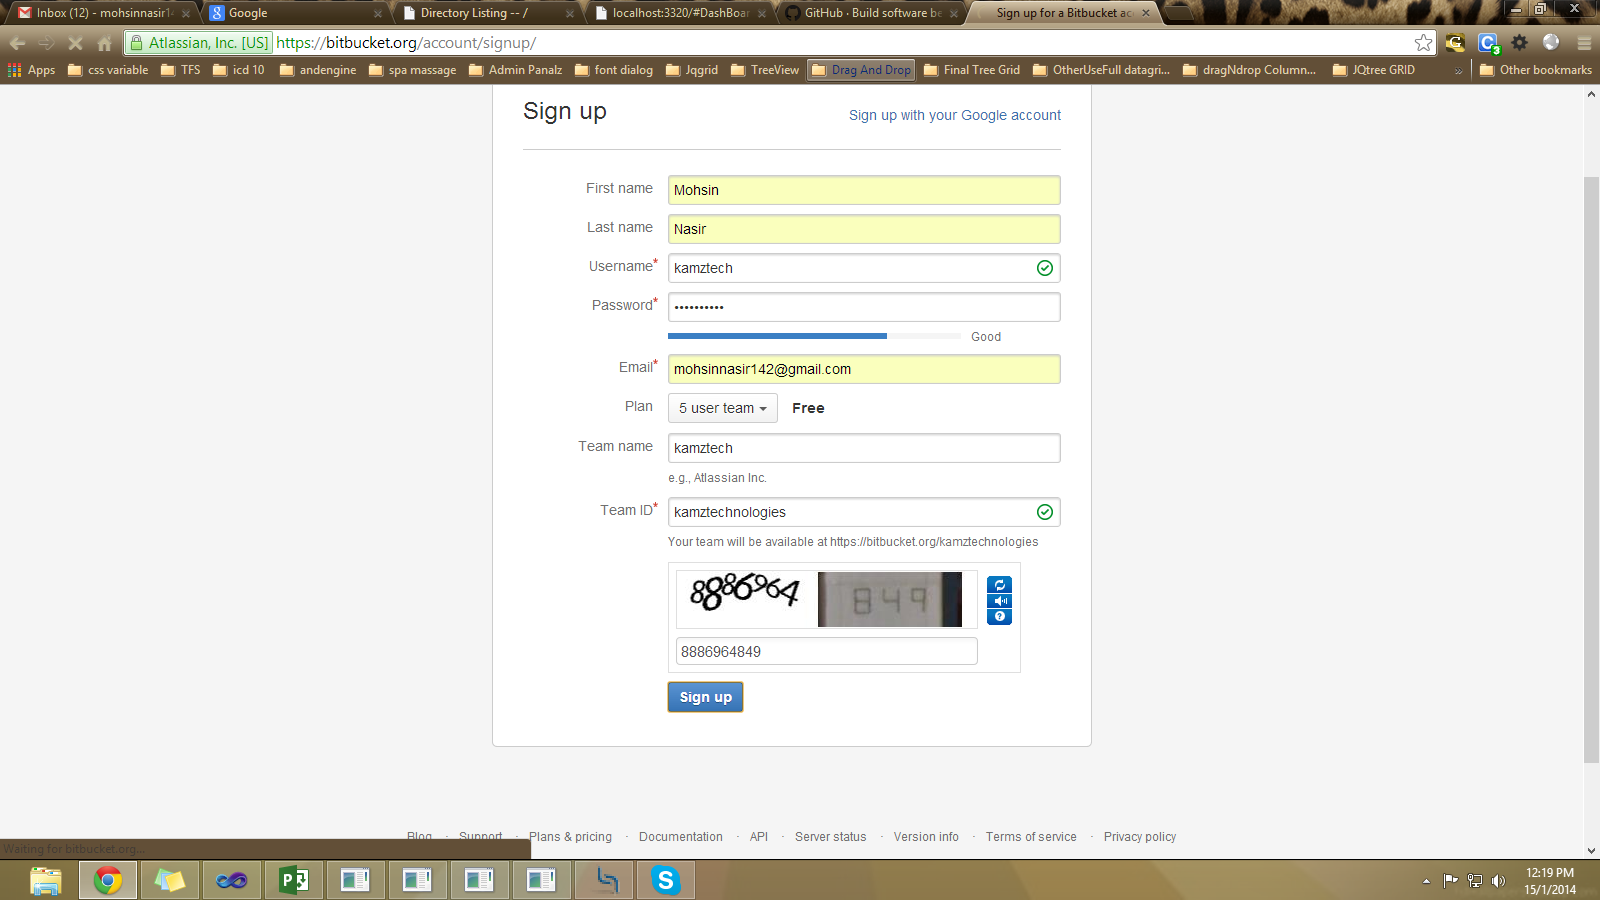 Inbox (12) - mohsinnasir14
Google
Directory Listing -- /
localhost:3320/#DashBoar
GitHub · Build software be
Sign up for a Bitbucket ac
Atlassian, Inc. [US] https://bitbucket.org/account/signup/
Apps css variable TFS icd 10 andengine spa massage Admin Panalz font dialog Jqgrid TreeView Drag And Drop Final Tree Grid OtherUseFull datagri... dragNdrop Column... JQtree GRID » Other bookmarks
Sign up
Sign up with your Google account
First name Mohsin
Last name Nasir
Username* kamztech
Password* ••••••••••
Good
Email* mohsinnasir142@gmail.com
Plan 5 user team Free
Team name kamztech
e.g., Atlassian Inc.
Team ID* kamztechnologies
Your team will be available at https://bitbucket.org/kamztechnologies
8886964 849
8886964849
Sign up
Blog · Support · Plans & pricing · Documentation · API · Server status · Version info · Terms of service · Privacy policy
Waiting for bitbucket.org...
12:19 PM
15/1/2014